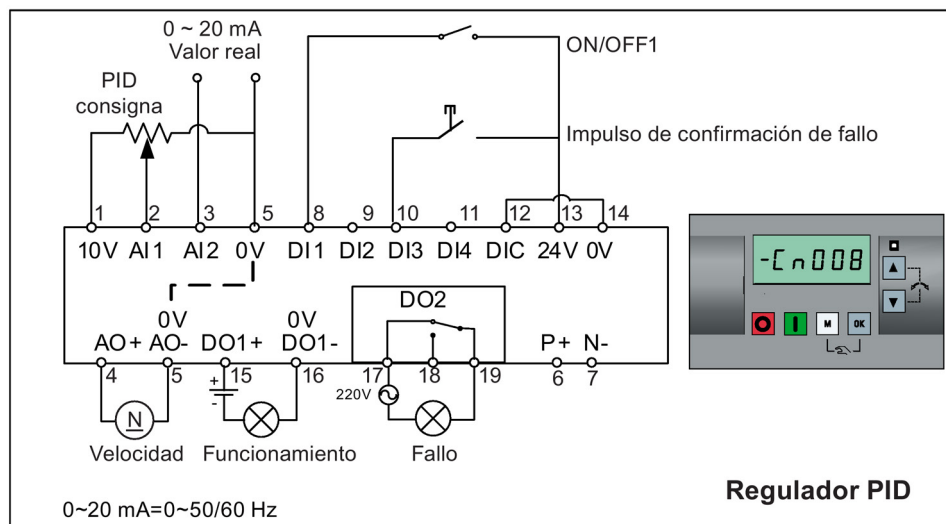 0 ~ 20 mA
Valor real
ON/OFF1
PID
consigna
Impulso de confirmación de fallo
1 2 3 5 8 9 10 11 12 13 14
10V AI1 AI2 0V DI1 DI2 DI3 DI4 DIC 24V 0V
-Cn008
DO2
0V 0V
AO+ AO- DO1+ DO1- P+ N-
M OK
4 5 15 16 17 18 19 6 7
+
-
220V
N
Velocidad Funcionamiento Fallo
Regulador PID
0~20 mA=0~50/60 Hz